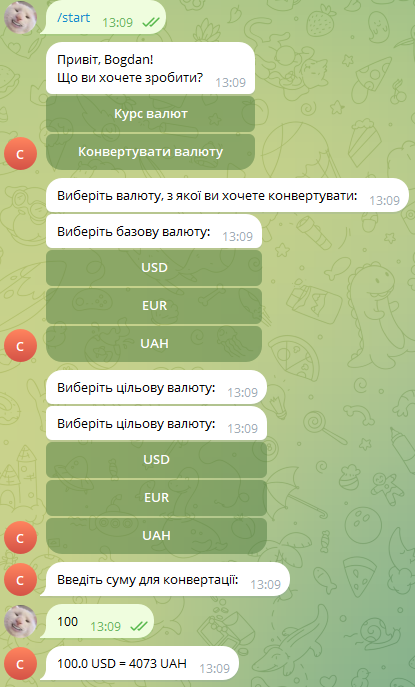 /start 13:09
Привіт, Bogdan!
Що ви хочете зробити? 13:09
Курс валют
Конвертувати валюту
С
Виберіть валюту, з якої ви хочете конвертувати: 13:09
Виберіть базову валюту: 13:09
USD
EUR
UAH
С
Виберіть цільову валюту: 13:09
Виберіть цільову валюту: 13:09
USD
EUR
UAH
С
Введіть суму для конвертації: 13:09
С
100 13:09
100.0 USD = 4073 UAH 13:09
С